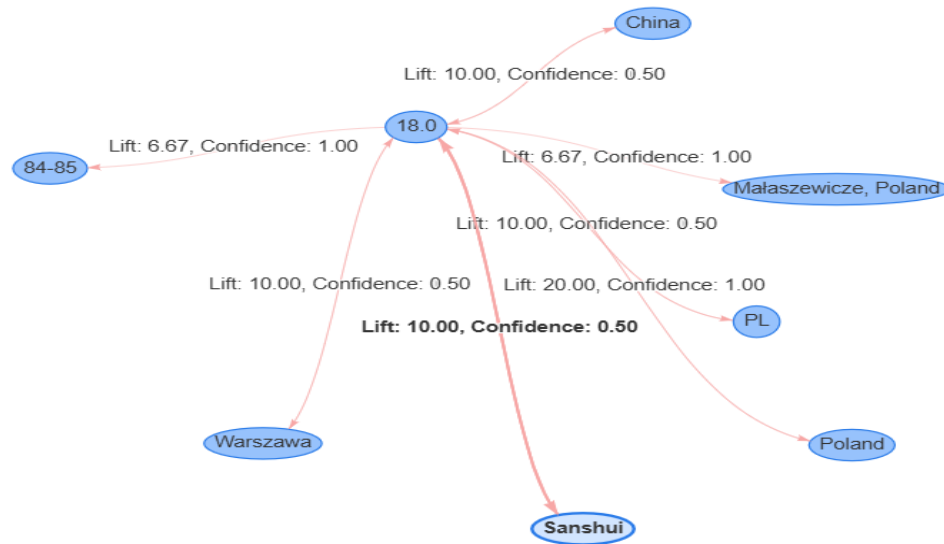 China
Lift: 10.00, Confidence: 0.50
18.0
Lift: 6.67, Confidence: 1.00
84-85
Lift: 6.67, Confidence: 1.00
Małaszewicze, Poland
Lift: 10.00, Confidence: 0.50
Lift: 10.00, Confidence: 0.50
Lift: 20.00, Confidence: 1.00
PL
Lift: 10.00, Confidence: 0.50
Warszawa
Poland
Sanshui